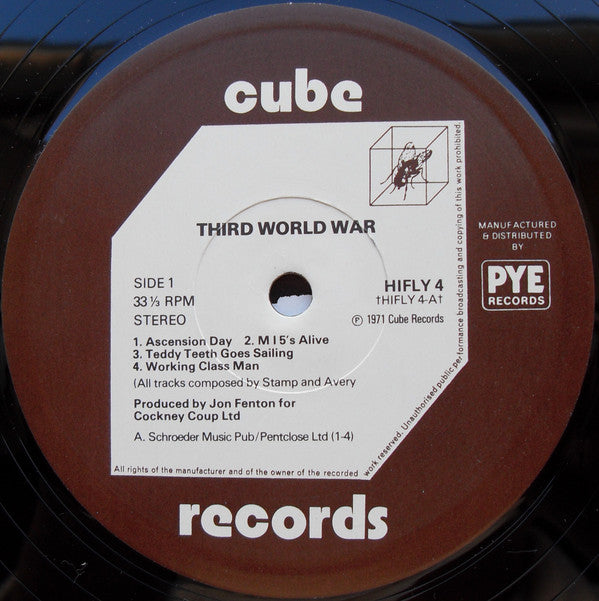 cube
THIRD WORLD WAR
SIDE 1
33 ⅓ RPM
STEREO
HIFLY 4
†HIFLY 4-A†
℗ 1971 Cube Records
1. Ascension Day 2. M I 5's Alive
3. Teddy Teeth Goes Sailing
4. Working Class Man
(All tracks composed by Stamp and Avery
Produced by Jon Fenton for
Cockney Coup Ltd
A. Schroeder Music Pub/Pentclose Ltd (1-4)
All rights of the manufacturer and of the owner of the recorded
work reserved. Unauthorised public performance broadcasting and copying of this work prohibited.
MANUFACTURED
& DISTRIBUTED
BY
PYE
RECORDS
records